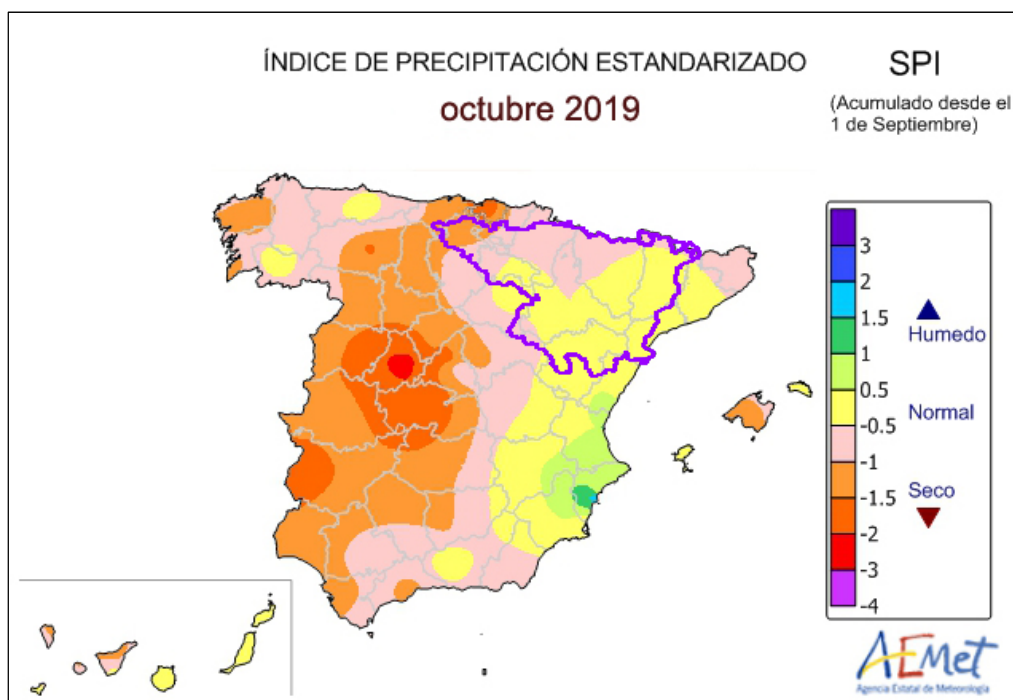 ÍNDICE DE PRECIPITACIÓN ESTANDARIZADO
octubre 2019
SPI
(Acumulado desde el
1 de Septiembre)
3
2
1.5
1
0.5
-0.5
-1
-1.5
-2
-3
-4
Humedo
Normal
Seco
AEMet
Agencia Estatal de Meteorología